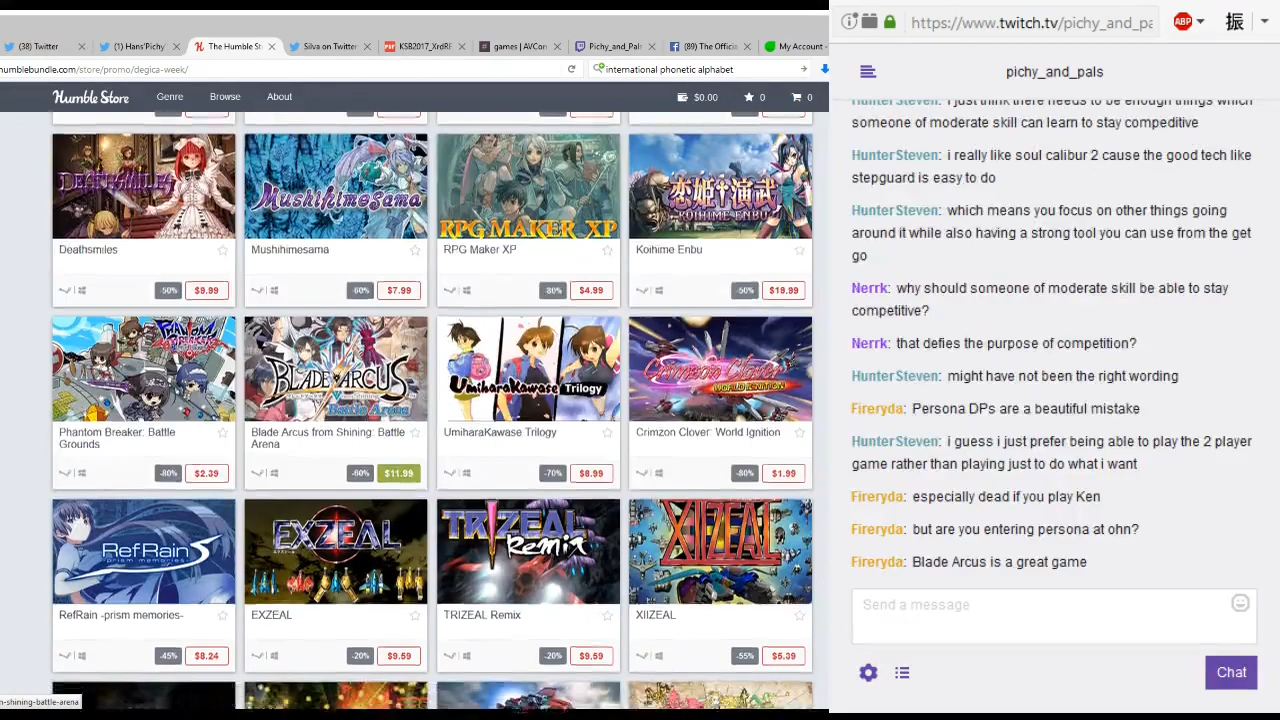 (38) Twitter
(1) Hans'Pichy
The Humble St
Silva on Twitter
KSB2017_XrdRE
games | AVCon
Pichy_and_Pals
(89) The Officia
My Account -
humblebundle.com/store/promo/degica-week/
international phonetic alphabet
Humble Store
Genre
Browse
About
$0.00
0
0
DEATHSMILES
Mushihimesama
RPG MAKER XP
恋姫†演武
KOIHIME ENBU
Deathsmiles
Mushihimesama
RPG Maker XP
Koihime Enbu
-50% $9.99
-60% $7.99
-80% $4.99
-50% $19.99
PHANTOM BREAKER
BLADE ARCUS
Battle Arena
UmiharaKawase Trilogy
Crimzon Clover
WORLD IGNITION
Phantom Breaker: Battle
Grounds
Blade Arcus from Shining: Battle
Arena
UmiharaKawase Trilogy
Crimzon Clover: World Ignition
-80% $2.39
-60% $11.99
-70% $8.99
-80% $1.99
RefRain
prism memories
EXZEAL
TRIZEAL
Remix
XIIZEAL
RefRain -prism memories-
EXZEAL
TRIZEAL Remix
XIIZEAL
-45% $8.24
-20% $9.59
-20% $9.59
-55% $5.39
n-shining-battle-arena
ABP
振
https://www.twitch.tv/pichy_and_pa
pichy_and_pals
HunterSteven: i just think there needs to be enough things which
someone of moderate skill can learn to stay compeditive
HunterSteven: i really like soul calibur 2 cause the good tech like
stepguard is easy to do
HunterSteven: which means you focus on other things going
around it while also having a strong tool you can use from the get
go
Nerrk: why should someone of moderate skill be able to stay
competitive?
Nerrk: that defies the purpose of competition?
HunterSteven: might have not been the right wording
Fireryda: Persona DPs are a beautiful mistake
HunterSteven: i guess i just prefer being able to play the 2 player
game rather than playing just to do what i want
Fireryda: especially dead if you play Ken
Fireryda: but are you entering persona at ohn?
Fireryda: Blade Arcus is a great game
Send a message
Chat